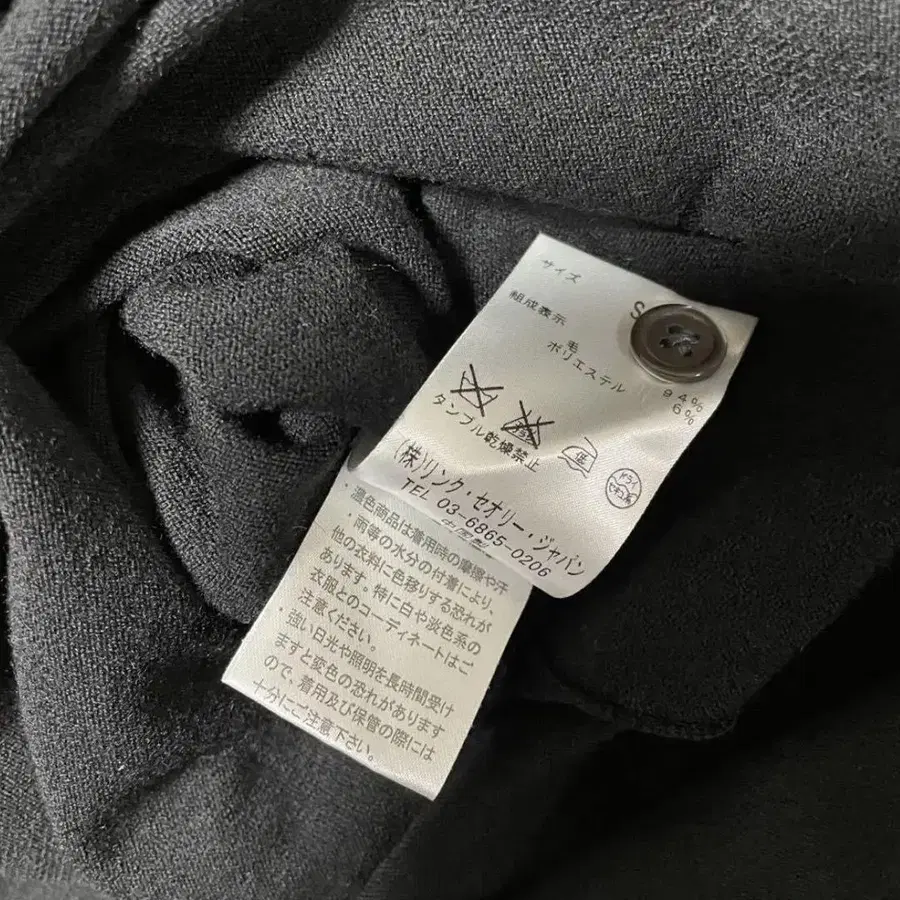 サイズ S
組成表示
毛 94%
ポリエステル 6%
タンブル乾燥禁止
低
ドライ
(株)リンク・セオリー・ジャパン
TEL 03-6865-0206
中国製
・濃色商品は着用時の摩擦や汗
・雨等の水分の付着により、
他の衣料に色移りする恐れが
あります。特に白や淡色系の
衣服とのコーディネートはご
注意ください。
・強い日光や照明を長時間受け
ますと変色の恐れがあります
ので、着用及び保管の際には
十分にご注意下さい。